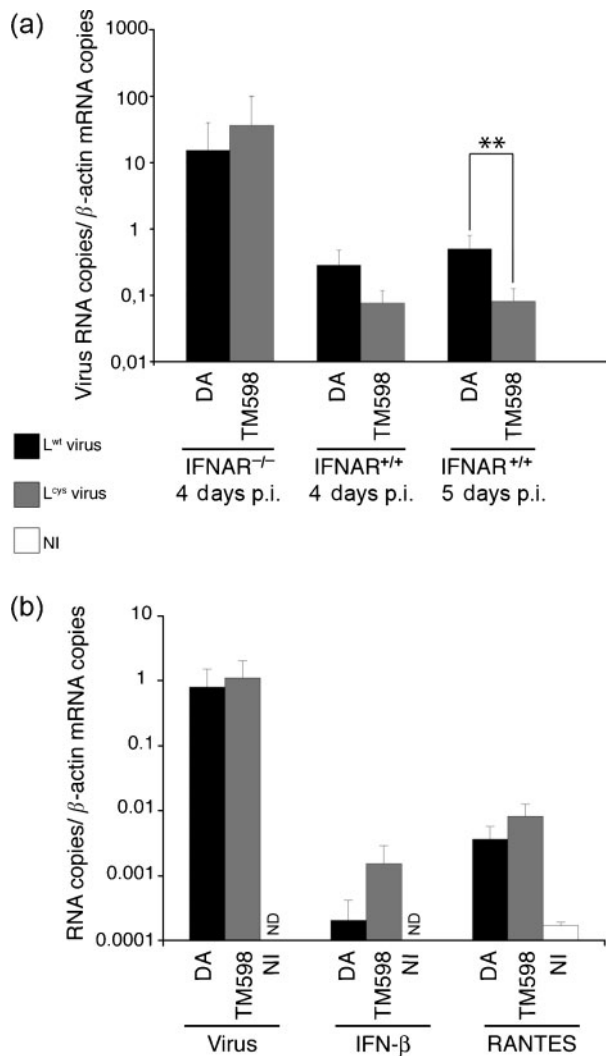 (a)
Virus RNA copies/ β-actin mRNA copies
1000
100
10
1
0,1
0,01
**
DA
TM598
DA
TM598
DA
TM598
IFNAR–/–
4 days p.i.
IFNAR+/+
4 days p.i.
IFNAR+/+
5 days p.i.
Lwt virus
Lcys virus
NI
(b)
RNA copies/ β-actin mRNA copies
10
1
0.1
0.01
0.001
0.0001
ND
ND
DA
TM598
NI
DA
TM598
NI
DA
TM598
NI
Virus
IFN-β
RANTES